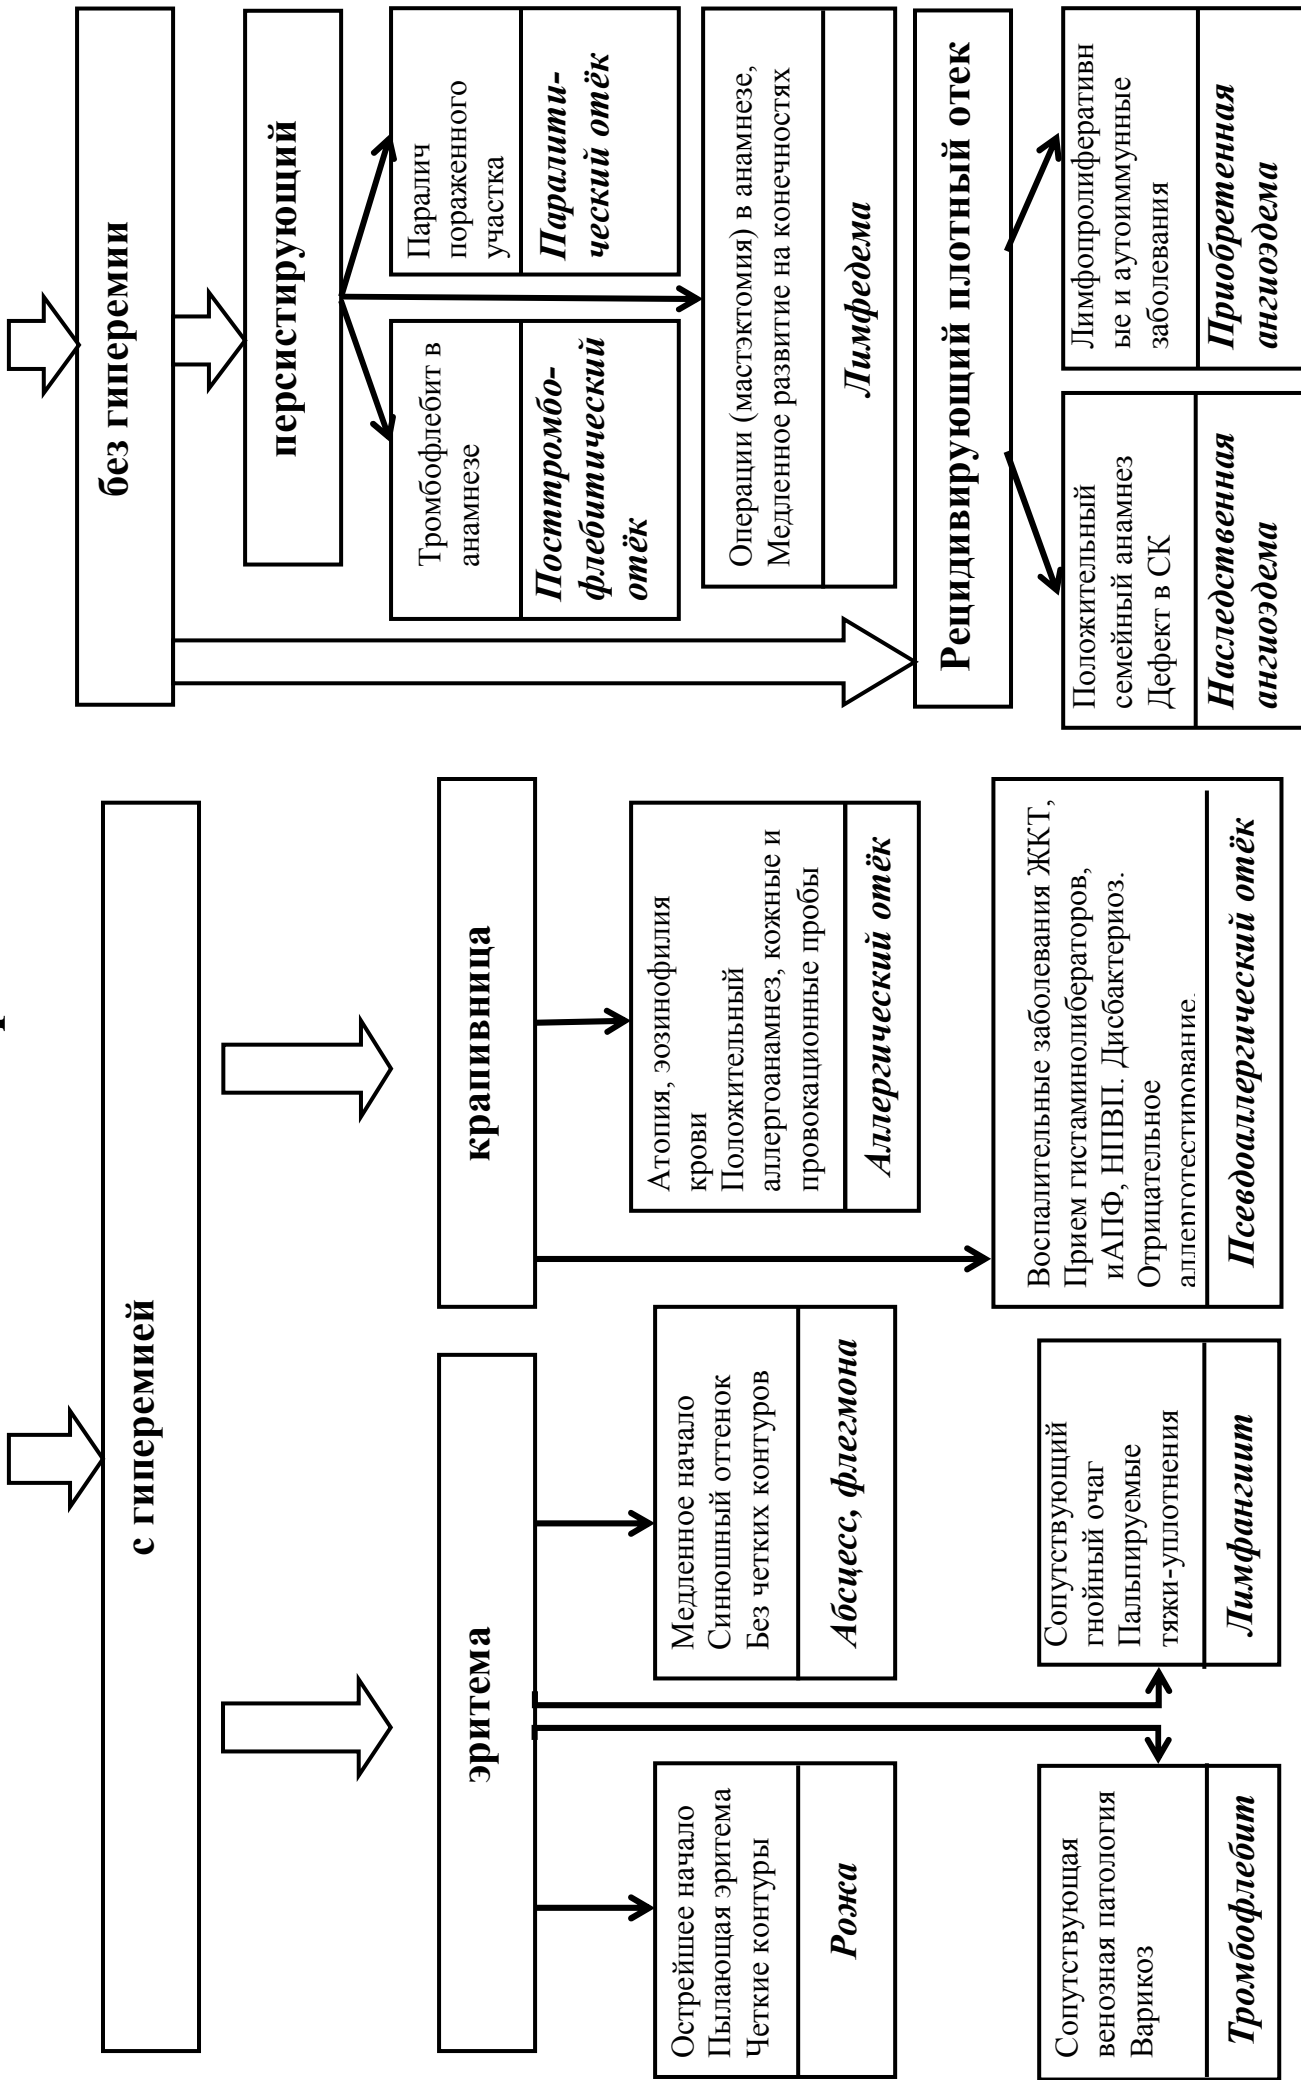 с гиперемией
без гиперемии
эритема
крапивница
персистирующий
Острейшее начало
Пылающая эритема
Четкие контуры
Рожа
Медленное начало
Синюшный оттенок
Без четких контуров
Абсцесс, флегмона
Атопия, эозинофилия
крови
Положительный
аллергоанамнез, кожные и
провокационные пробы
Аллергический отёк
Тромбофлебит в
анамнезе
Посттромбо-
флебитический
отёк
Паралич
пораженного
участка
Паралити-
ческий отёк
Операции (мастэктомия) в анамнезе,
Медленное развитие на конечностях
Лимфедема
Сопутствующая
венозная патология
Варикоз
Тромбофлебит
Сопутствующий
гнойный очаг
Пальпируемые
тяжи-уплотнения
Лимфангиит
Воспалительные заболевания ЖКТ,
Прием гистаминолибераторов,
иАПФ, НПВП. Дисбактериоз.
Отрицательное
аллерготестирование.
Псевдоаллергический отёк
Рецидивирующий плотный отек
Положительный
семейный анамнез
Дефект в СК
Наследственная
ангиоэдема
Лимфопролиферативн
ые и аутоиммунные
заболевания
Приобретенная
ангиоэдема